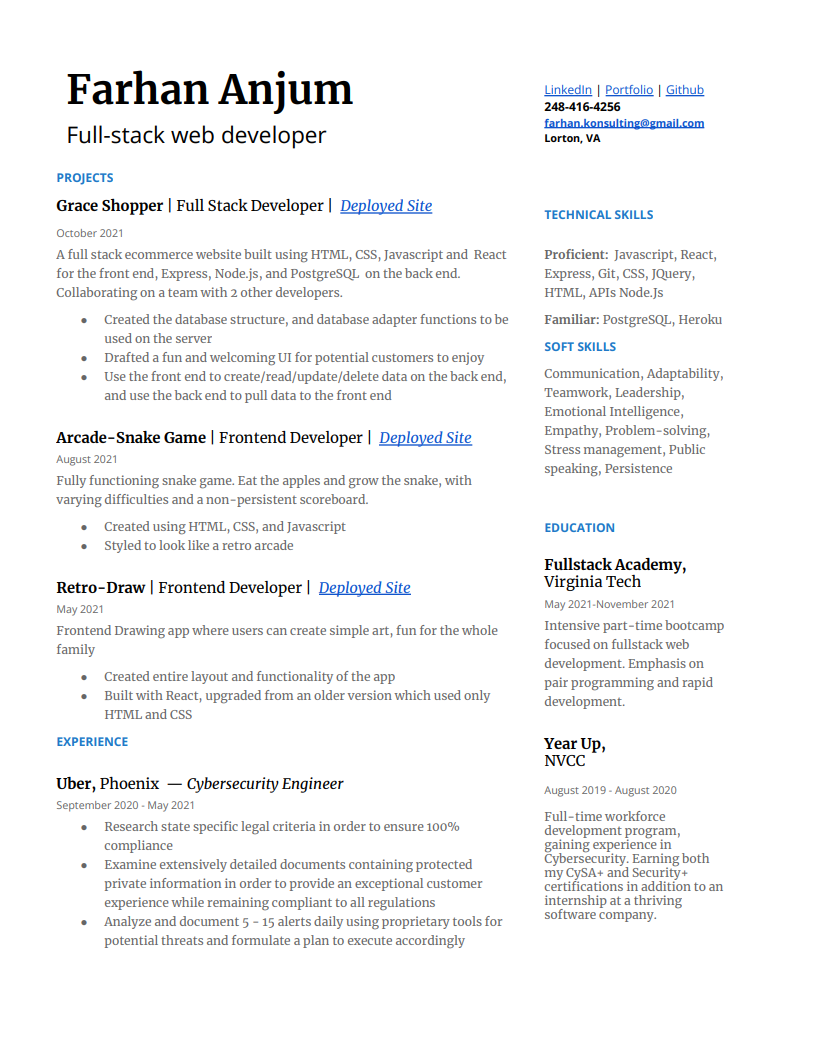 Farhan Anjum
Full-stack web developer
LinkedIn | Portfolio | Github
248-416-4256
farhan.konsulting@gmail.com
Lorton, VA
PROJECTS
Grace Shopper | Full Stack Developer | Deployed Site
October 2021
A full stack ecommerce website built using HTML, CSS, Javascript and React
for the front end, Express, Node.js, and PostgreSQL on the back end.
Collaborating on a team with 2 other developers.
● Created the database structure, and database adapter functions to be
used on the server
● Drafted a fun and welcoming UI for potential customers to enjoy
● Use the front end to create/read/update/delete data on the back end,
and use the back end to pull data to the front end
Arcade-Snake Game | Frontend Developer | Deployed Site
August 2021
Fully functioning snake game. Eat the apples and grow the snake, with
varying difficulties and a non-persistent scoreboard.
● Created using HTML, CSS, and Javascript
● Styled to look like a retro arcade
Retro-Draw | Frontend Developer | Deployed Site
May 2021
Frontend Drawing app where users can create simple art, fun for the whole
family
● Created entire layout and functionality of the app
● Built with React, upgraded from an older version which used only
HTML and CSS
EXPERIENCE
Uber, Phoenix — Cybersecurity Engineer
September 2020 - May 2021
● Research state specific legal criteria in order to ensure 100%
compliance
● Examine extensively detailed documents containing protected
private information in order to provide an exceptional customer
experience while remaining compliant to all regulations
● Analyze and document 5 - 15 alerts daily using proprietary tools for
potential threats and formulate a plan to execute accordingly
TECHNICAL SKILLS
Proficient: Javascript, React,
Express, Git, CSS, JQuery,
HTML, APIs Node.Js
Familiar: PostgreSQL, Heroku
SOFT SKILLS
Communication, Adaptability,
Teamwork, Leadership,
Emotional Intelligence,
Empathy, Problem-solving,
Stress management, Public
speaking, Persistence
EDUCATION
Fullstack Academy,
Virginia Tech
May 2021-November 2021
Intensive part-time bootcamp
focused on fullstack web
development. Emphasis on
pair programming and rapid
development.
Year Up,
NVCC
August 2019 - August 2020
Full-time workforce
development program,
gaining experience in
Cybersecurity. Earning both
my CySA+ and Security+
certifications in addition to an
internship at a thriving
software company.